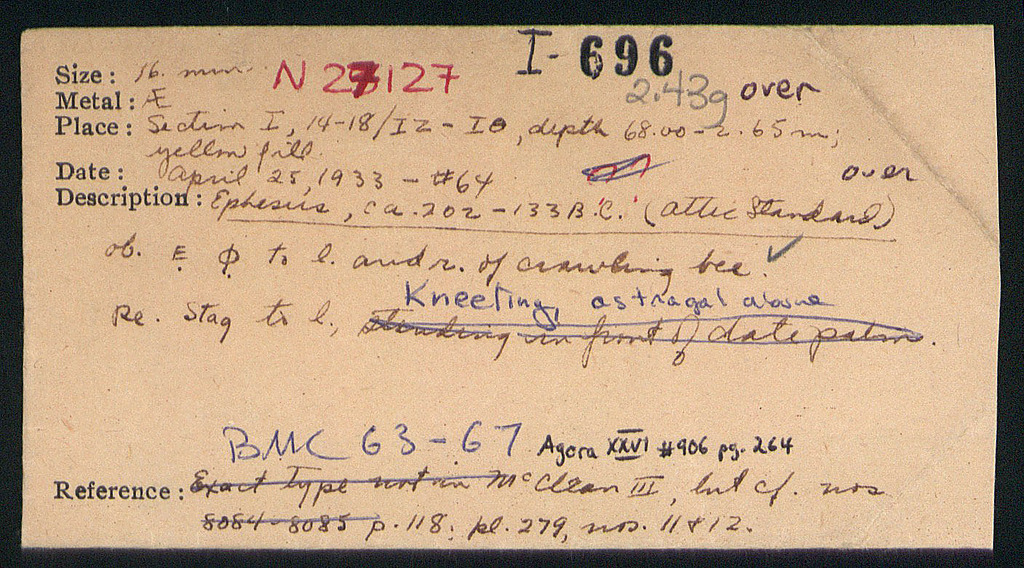 I-696
Size: 16. mm. N 27127 2.43g over
Metal: Æ
Place: Section I, 14-18/IZ-IΘ, depth 68.00-2.65m;
yellow fill.
Date: April 25, 1933 - #64 over
Description: Ephesus, ca. 202-133 B.C. (Attic Standard)
ob. E Φ to l. and r. of crawling bee. ✓
Kneeling, astragal above
Re. Stag to l., standing in front of date palm.
BMC 63-67 Agora XXVI #906 pg. 264
Reference: Exact type not in McClean III, but cf. nos
8084-8085 p. 118; pl. 279, nos. 11 & 12.